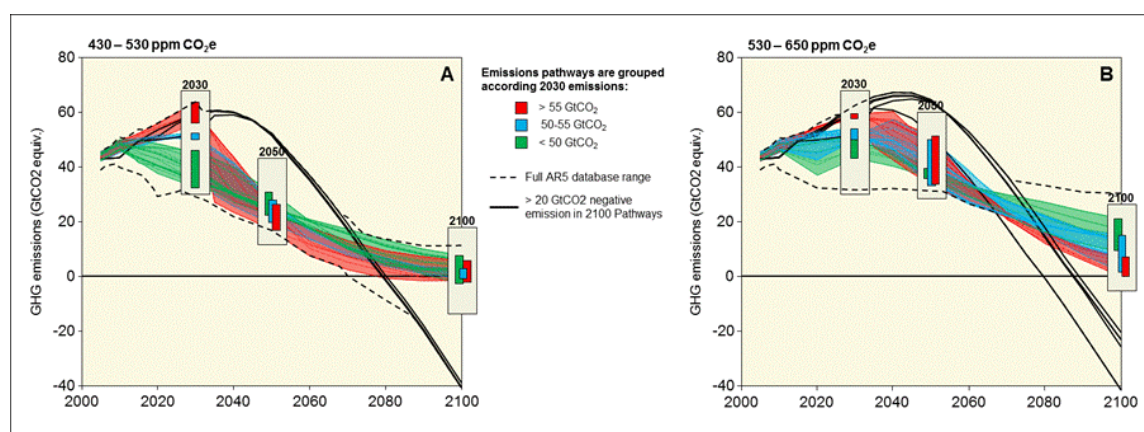 430 – 530 ppm CO₂e
A
GHG emissions (GtCO2 equiv.)
80
60
40
20
0
-20
-40
2000
2020
2040
2060
2080
2100
2030
2050
2100
Emissions pathways are grouped
according 2030 emissions:
> 55 GtCO₂
50-55 GtCO₂
< 50 GtCO₂
Full AR5 database range
> 20 GtCO2 negative
emission in 2100 Pathways
530 – 650 ppm CO₂e
B
GHG emissions (GtCO2 equiv.)
80
60
40
20
0
-20
-40
2000
2020
2040
2060
2080
2100
2030
2050
2100